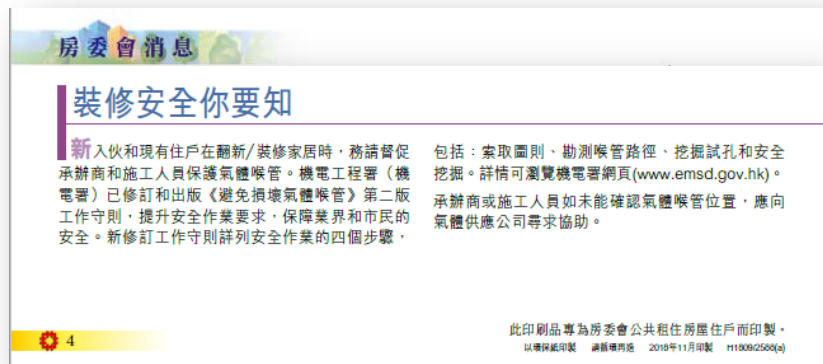 房委會消息
裝修安全你要知
新入伙和現有住戶在翻新/裝修家居時，務請督促
承辦商和施工人員保護氣體喉管。機電工程署（機
電署）已修訂和出版《避免損壞氣體喉管》第二版
工作守則，提升安全作業要求，保障業界和市民的
安全。新修訂工作守則詳列安全作業的四個步驟，
包括：索取圖則、勘測喉管路徑、挖掘試孔和安全
挖掘。詳情可瀏覽機電署網頁(www.emsd.gov.hk)。
承辦商或施工人員如未能確認氣體喉管位置，應向
氣體供應公司尋求協助。
4
此印刷品專為房委會公共租住房屋住戶而印製。
以環保紙印製　請循環再造　2018年11月印製　H1809/2588(a)